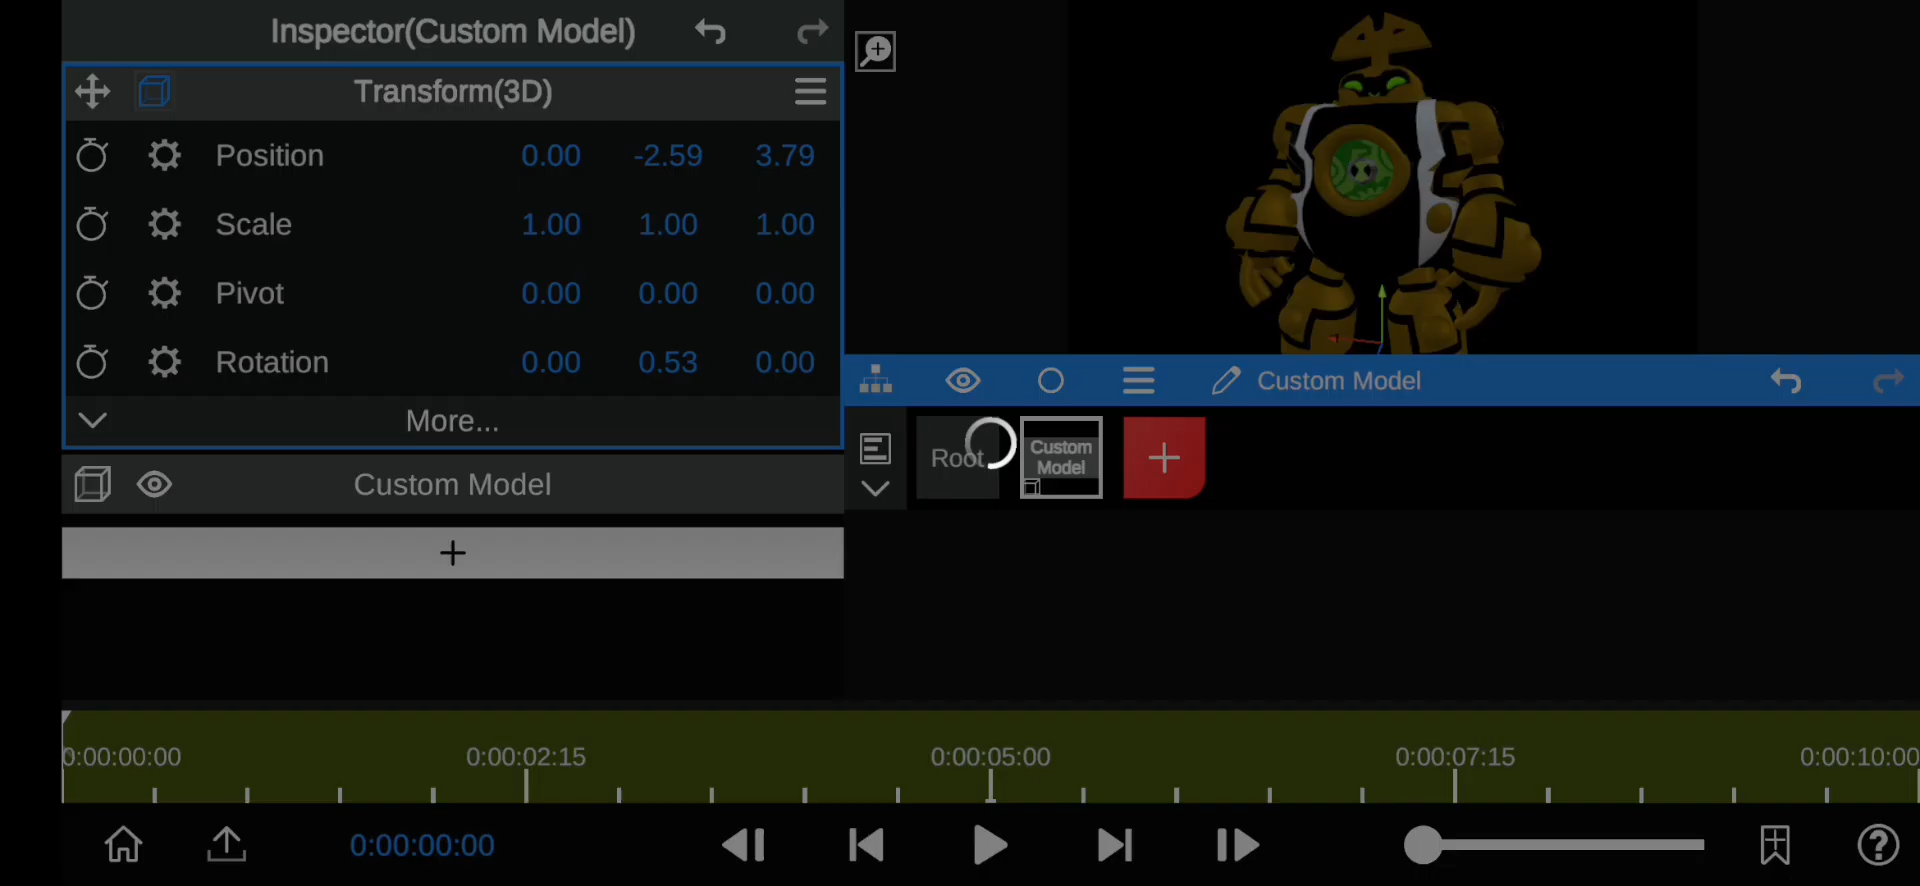 Inspector(Custom Model)
Transform(3D)
Position 0.00 -2.59 3.79
Scale 1.00 1.00 1.00
Pivot 0.00 0.00 0.00
Rotation 0.00 0.53 0.00
More...
Custom Model
+
Custom Model
Root
Custom
Model
+
0:00:00:00 0:00:02:15 0:00:05:00 0:00:07:15 0:00:10:00
0:00:00:00